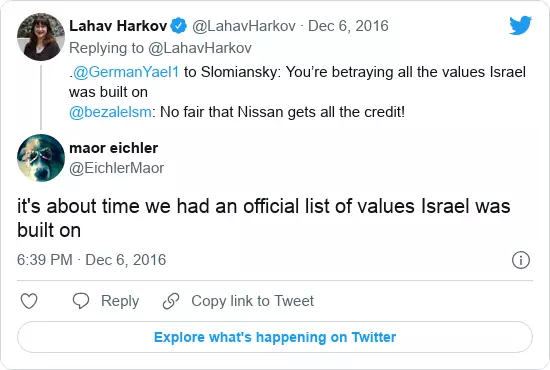 Lahav Harkov @LahavHarkov · Dec 6, 2016
Replying to @LahavHarkov
.@GermanYael1 to Slomiansky: You're betraying all the values Israel
was built on
@bezalelsm: No fair that Nissan gets all the credit!
maor eichler
@EichlerMaor
it's about time we had an official list of values Israel was
built on
6:39 PM · Dec 6, 2016
Reply Copy link to Tweet
Explore what's happening on Twitter